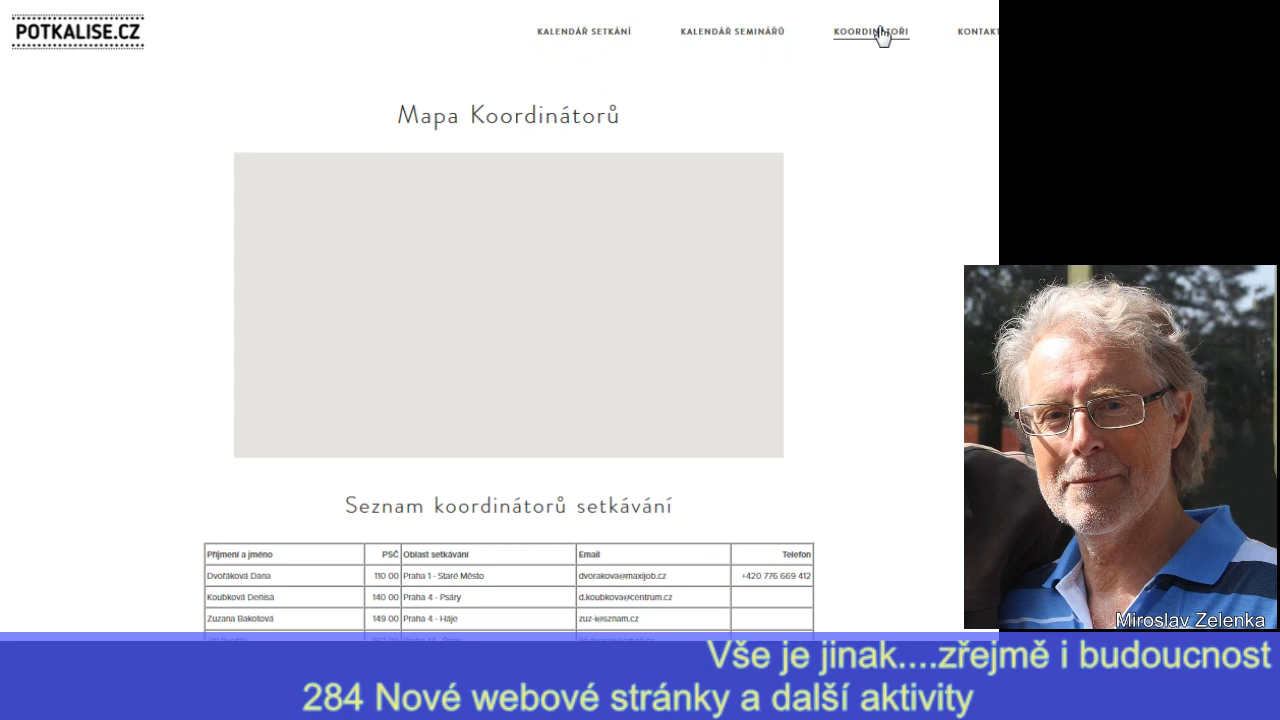 POTKALISE.CZ
KALENDÁŘ SETKÁNÍ KALENDÁŘ SEMINÁŘŮ KOORDINÁTOŘI KONTAKT
Mapa Koordinátorů
Seznam koordinátorů setkávání
Příjmení a jméno PSČ Oblast setkávání Email Telefon
Dvořáková Dana 110 00 Praha 1 - Staré Město dvorakova@maxijob.cz +420 776 669 412
Koubková Denisa 140 00 Praha 4 - Psáry d.koubkova@centrum.cz
Zuzana Bakotová 149 00 Praha 4 - Háje zuz-i@sznam.cz
Miroslav Zelenka
Vše je jinak....zřejmě i budoucnost
284 Nové webové stránky a další aktivity